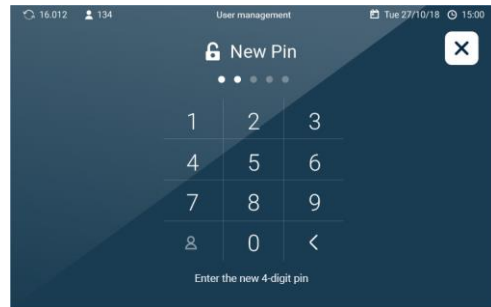 16.012 134 User management Tue 27/10/18 15:00
New Pin
1 2 3
4 5 6
7 8 9
0 <
Enter the new 4-digit pin